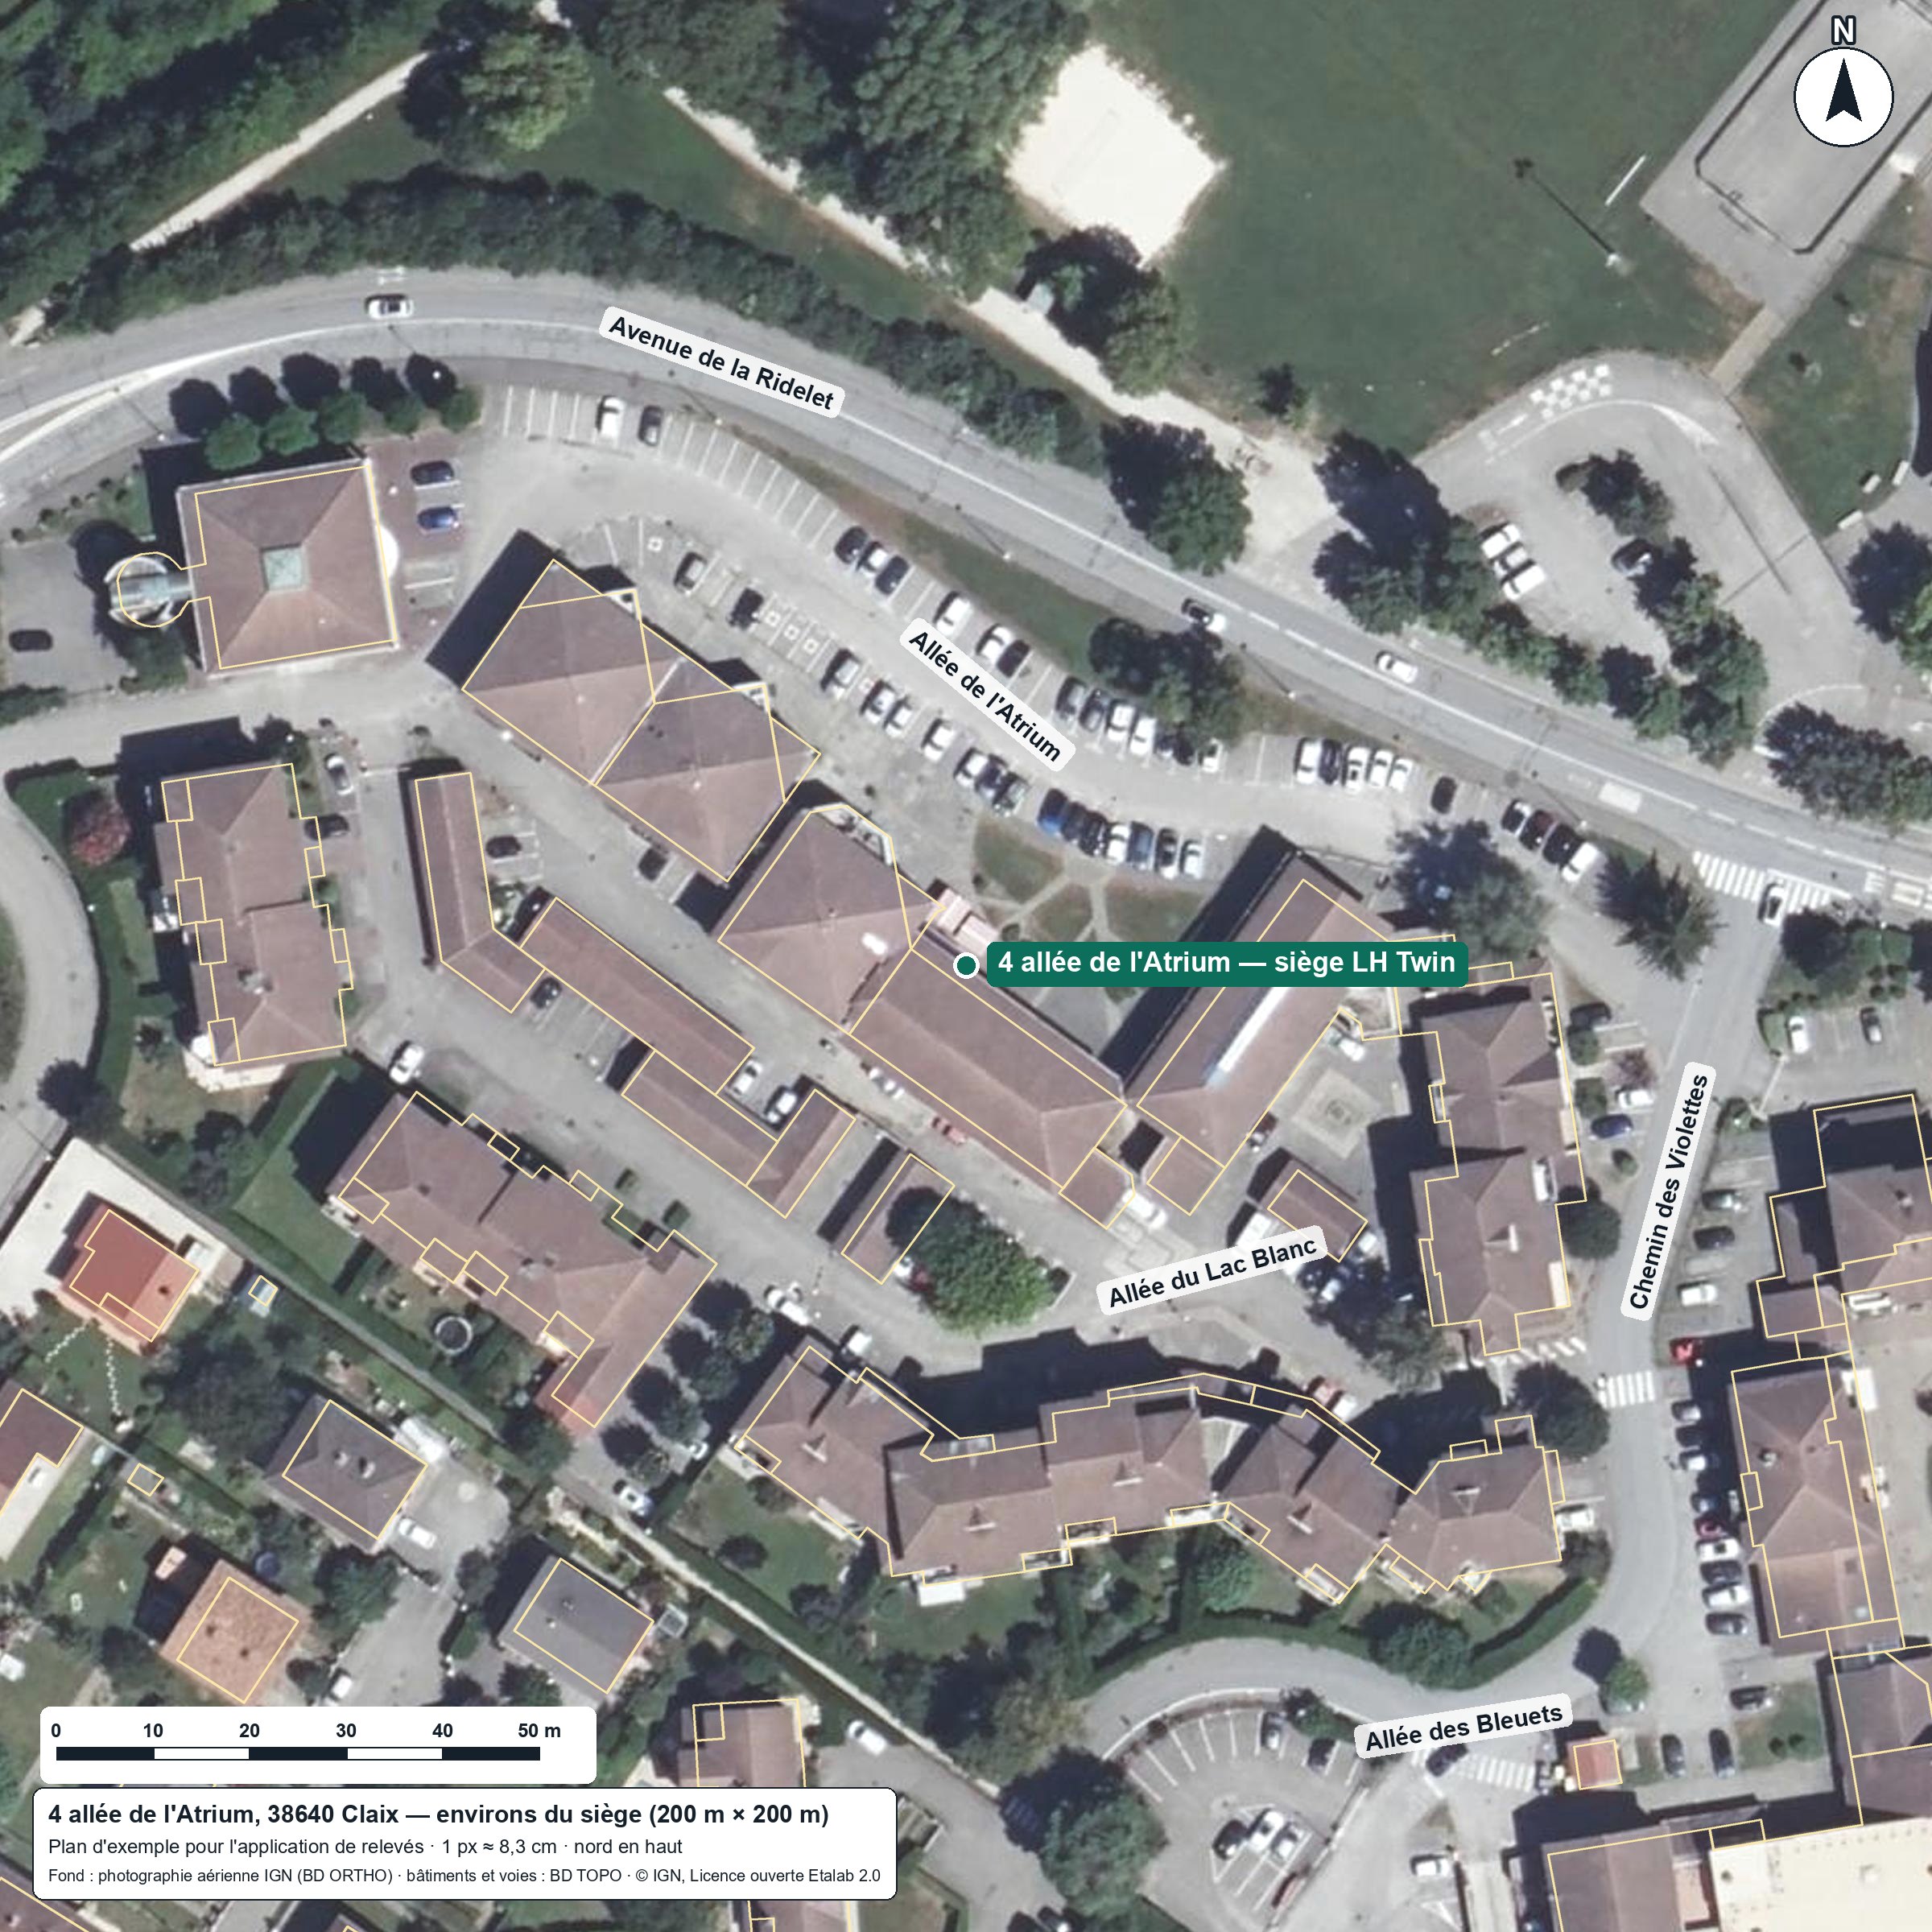 N
Avenue de la Ridelet
Allée de l'Atrium
4 allée de l'Atrium — siège LH Twin
Chemin des Violettes
Allée du Lac Blanc
Allée des Bleuets
0 10 20 30 40 50 m
4 allée de l'Atrium, 38640 Claix — environs du siège (200 m × 200 m)
Plan d'exemple pour l'application de relevés · 1 px ≈ 8,3 cm · nord en haut
Fond : photographie aérienne IGN (BD ORTHO) · bâtiments et voies : BD TOPO · © IGN, Licence ouverte Etalab 2.0